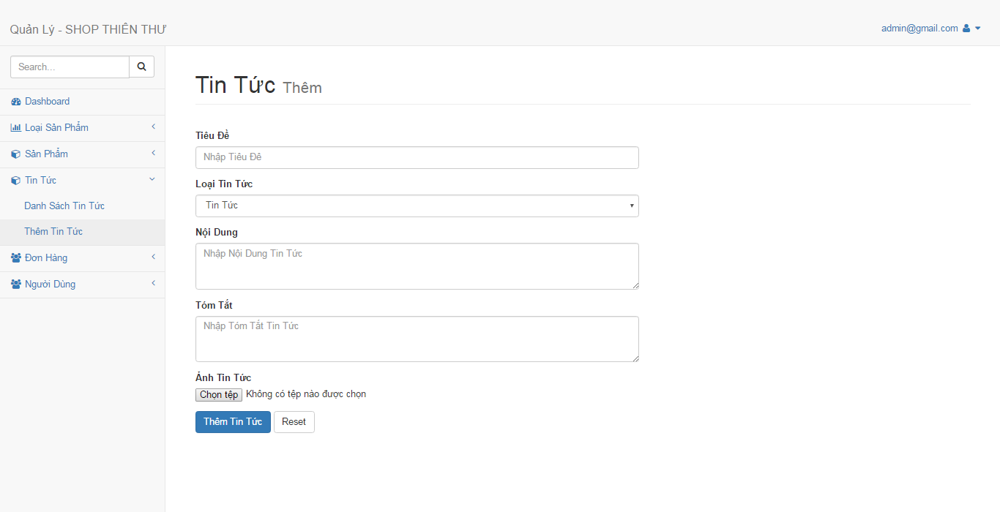 Quản Lý - SHOP THIÊN THƯ
admin@gmail.com
Search...
Dashboard
Loại Sản Phẩm
Sản Phẩm
Tin Tức
Danh Sách Tin Tức
Thêm Tin Tức
Đơn Hàng
Người Dùng
Tin Tức Thêm
Tiêu Đề
Nhập Tiêu Đê
Loại Tin Tức
Tin Tức
Nội Dung
Nhập Nội Dung Tin Tức
Tóm Tắt
Nhập Tóm Tắt Tin Tức
Ảnh Tin Tức
Chọn tệp Không có tệp nào được chọn
Thêm Tin Tức Reset